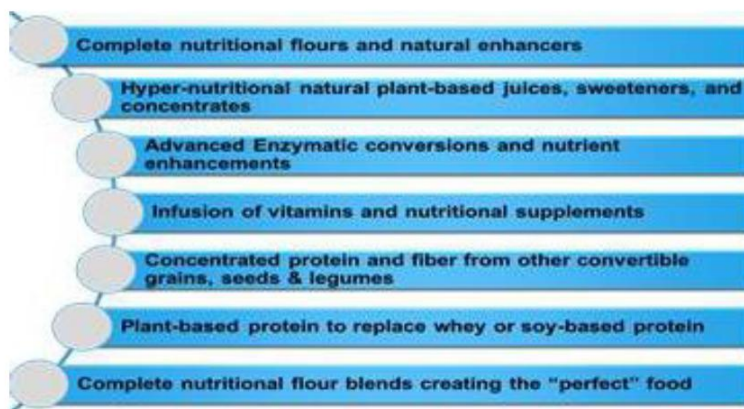 Complete nutritional flours and natural enhancers
Hyper-nutritional natural plant-based juices, sweeteners, and
concentrates
Advanced Enzymatic conversions and nutrient
enhancements
Infusion of vitamins and nutritional supplements
Concentrated protein and fiber from other convertible
grains, seeds & legumes
Plant-based protein to replace whey or soy-based protein
Complete nutritional flour blends creating the “perfect” food